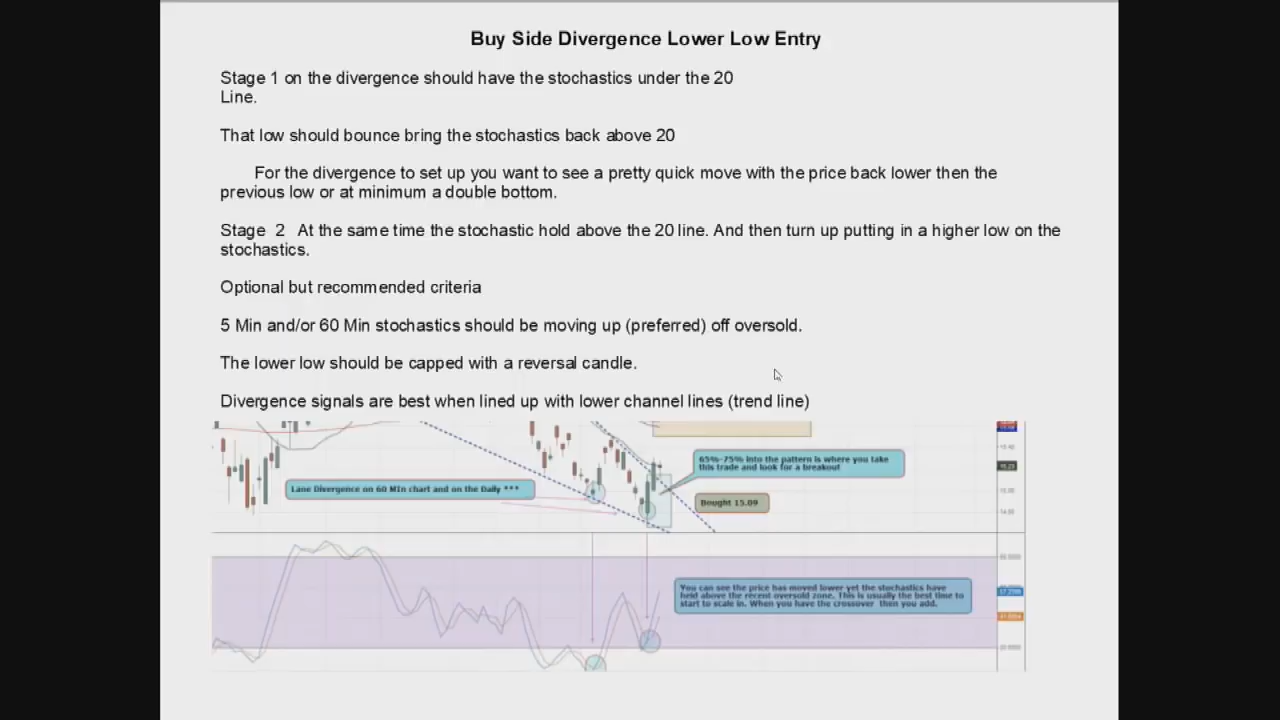 Buy Side Divergence Lower Low Entry
Stage 1 on the divergence should have the stochastics under the 20
Line.
That low should bounce bring the stochastics back above 20
For the divergence to set up you want to see a pretty quick move with the price back lower then the
previous low or at minimum a double bottom.
Stage 2 At the same time the stochastic hold above the 20 line. And then turn up putting in a higher low on the
stochastics.
Optional but recommended criteria
5 Min and/or 60 Min stochastics should be moving up (preferred) off oversold.
The lower low should be capped with a reversal candle.
Divergence signals are best when lined up with lower channel lines (trend line)
65%-75% into the pattern is where you take
this trade and look for a breakout
Lane Divergence on 60 MIn chart and on the Daily ***
Bought 15.09
You can see the price has moved lower yet the stochastics have
held above the recent oversold zone. This is usually the best time to
start to scale in. When you have the crossover then you add.